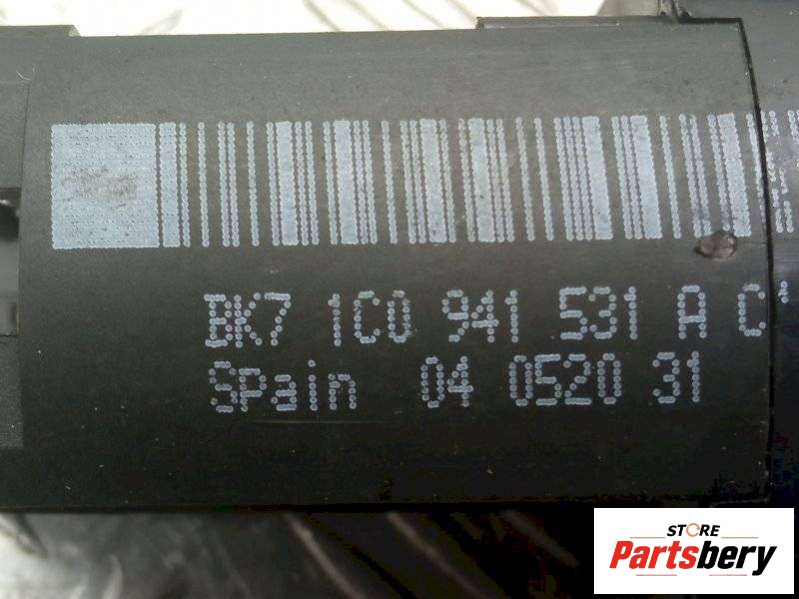 BK7 1C0 941 531 A C
Spain 04 0520 31
STORE
Partsbery